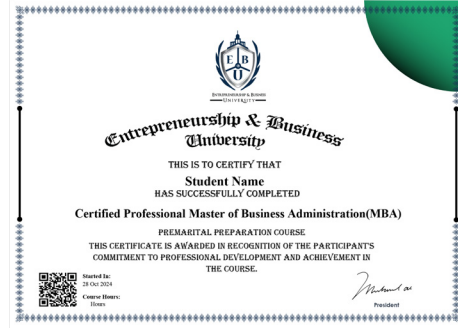 E B
U
ENTREPRENEURSHIP & BUSINESS
UNIVERSITY
Entrepreneurship & Business
University
THIS IS TO CERTIFY THAT
Student Name
HAS SUCCESSFULLY COMPLETED
Certified Professional Master of Business Administration(MBA)
PREMARITAL PREPARATION COURSE
THIS CERTIFICATE IS AWARDED IN RECOGNITION OF THE PARTICIPANT'S
COMMITMENT TO PROFESSIONAL DEVELOPMENT AND ACHIEVEMENT IN
THE COURSE.
Started In:
28 Oct 2024
Course Hours:
Hours
President